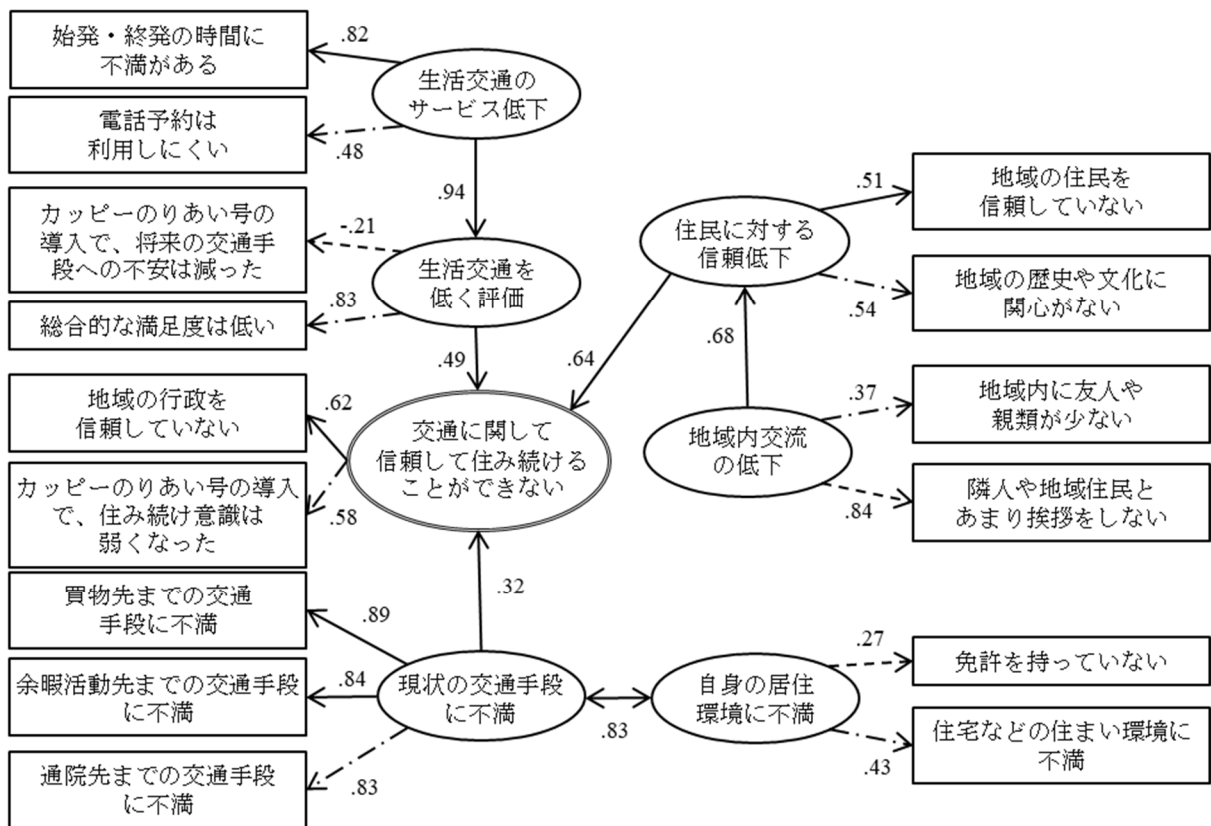 始発・終発の時間に
不満がある
.82
生活交通の
サービス低下
電話予約は
利用しにくい
.48
.94
カッピーのりあい号の
導入で、将来の交通手
段への不安は減った
-.21
生活交通を
低く評価
.83
総合的な満足度は低い
.49
地域の行政を
信頼していない
.62
交通に関して
信頼して住み続ける
ことができない
カッピーのりあい号の導入
で、住み続け意識は
弱くなった
.58
.32
買物先までの交通
手段に不満
.89
余暇活動先までの交通手段
に不満
.84
現状の交通手段
に不満
通院先までの交通手段
に不満
.83
.83
自身の居住
環境に不満
.27
免許を持っていない
.43
住宅などの住まい環境に
不満
.64
住民に対する
信頼低下
.51
地域の住民を
信頼していない
.54
地域の歴史や文化に
関心がない
.68
地域内交流
の低下
.37
地域内に友人や
親類が少ない
.84
隣人や地域住民と
あまり挨拶をしない